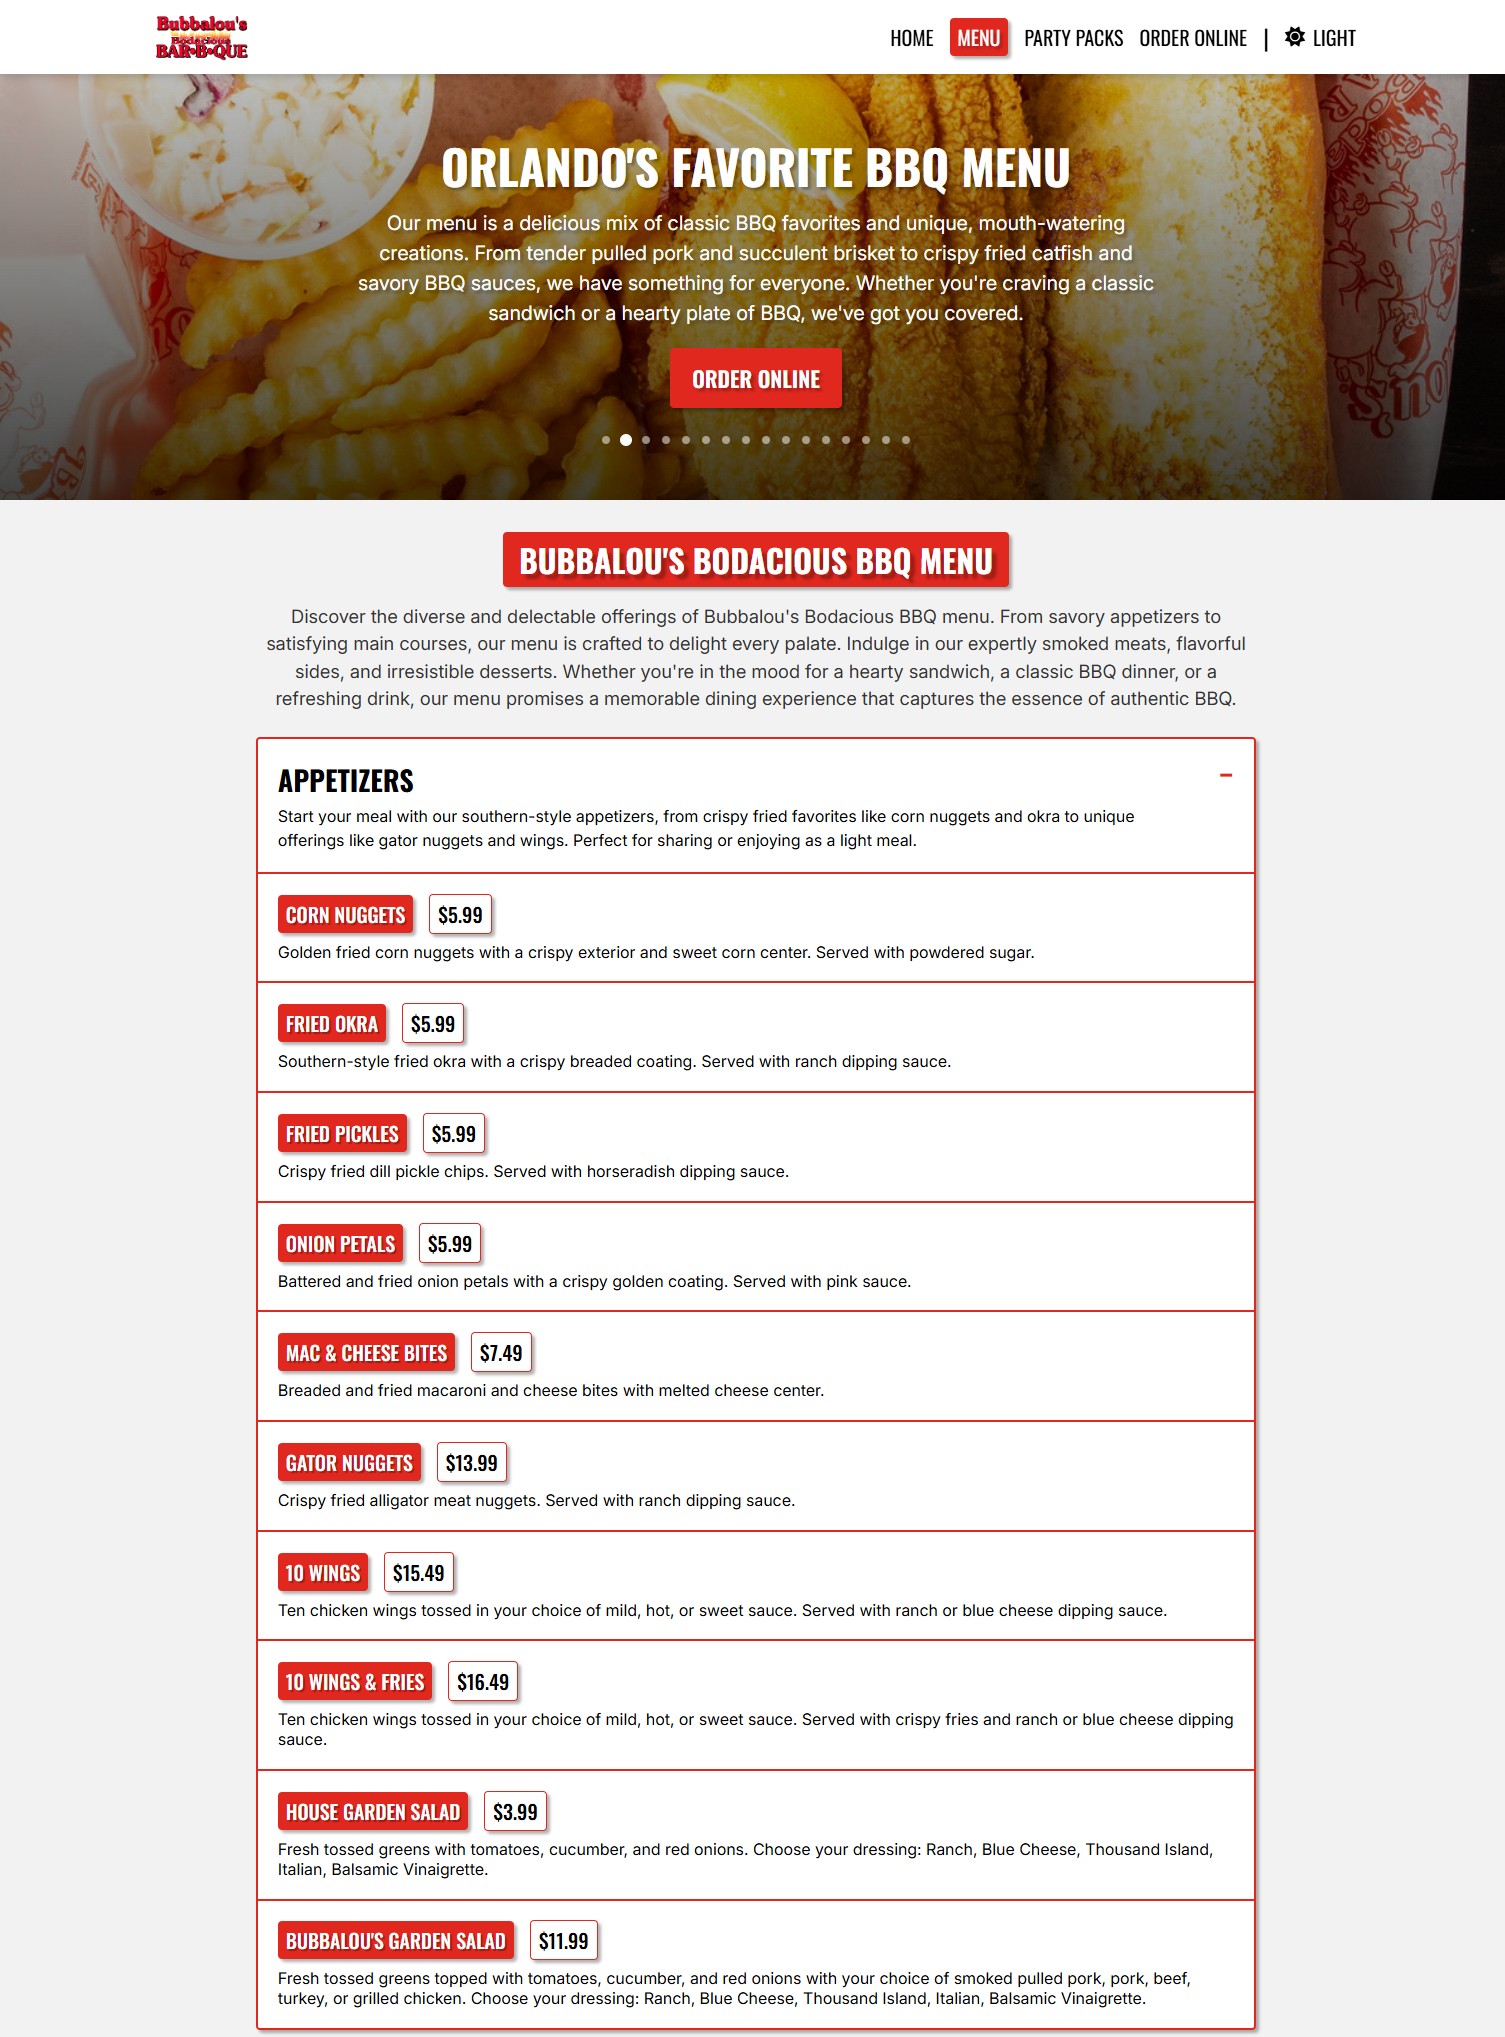 Bubbalou's
Bodacious
BAR-B-QUE
HOME
MENU
PARTY PACKS
ORDER ONLINE
|
LIGHT
ORLANDO'S FAVORITE BBQ MENU
Our menu is a delicious mix of classic BBQ favorites and unique, mouth-watering
creations. From tender pulled pork and succulent brisket to crispy fried catfish and
savory BBQ sauces, we have something for everyone. Whether you're craving a classic
sandwich or a hearty plate of BBQ, we've got you covered.
ORDER ONLINE
BUBBALOU'S BODACIOUS BBQ MENU
Discover the diverse and delectable offerings of Bubbalou's Bodacious BBQ menu. From savory appetizers to
satisfying main courses, our menu is crafted to delight every palate. Indulge in our expertly smoked meats, flavorful
sides, and irresistible desserts. Whether you're in the mood for a hearty sandwich, a classic BBQ dinner, or a
refreshing drink, our menu promises a memorable dining experience that captures the essence of authentic BBQ.
APPETIZERS
Start your meal with our southern-style appetizers, from crispy fried favorites like corn nuggets and okra to unique
offerings like gator nuggets and wings. Perfect for sharing or enjoying as a light meal.
CORN NUGGETS $5.99
Golden fried corn nuggets with a crispy exterior and sweet corn center. Served with powdered sugar.
FRIED OKRA $5.99
Southern-style fried okra with a crispy breaded coating. Served with ranch dipping sauce.
FRIED PICKLES $5.99
Crispy fried dill pickle chips. Served with horseradish dipping sauce.
ONION PETALS $5.99
Battered and fried onion petals with a crispy golden coating. Served with pink sauce.
MAC & CHEESE BITES $7.49
Breaded and fried macaroni and cheese bites with melted cheese center.
GATOR NUGGETS $13.99
Crispy fried alligator meat nuggets. Served with ranch dipping sauce.
10 WINGS $15.49
Ten chicken wings tossed in your choice of mild, hot, or sweet sauce. Served with ranch or blue cheese dipping sauce.
10 WINGS & FRIES $16.49
Ten chicken wings tossed in your choice of mild, hot, or sweet sauce. Served with crispy fries and ranch or blue cheese dipping
sauce.
HOUSE GARDEN SALAD $3.99
Fresh tossed greens with tomatoes, cucumber, and red onions. Choose your dressing: Ranch, Blue Cheese, Thousand Island,
Italian, Balsamic Vinaigrette.
BUBBALOU'S GARDEN SALAD $11.99
Fresh tossed greens topped with tomatoes, cucumber, and red onions with your choice of smoked pulled pork, pork, beef,
turkey, or grilled chicken. Choose your dressing: Ranch, Blue Cheese, Thousand Island, Italian, Balsamic Vinaigrette.